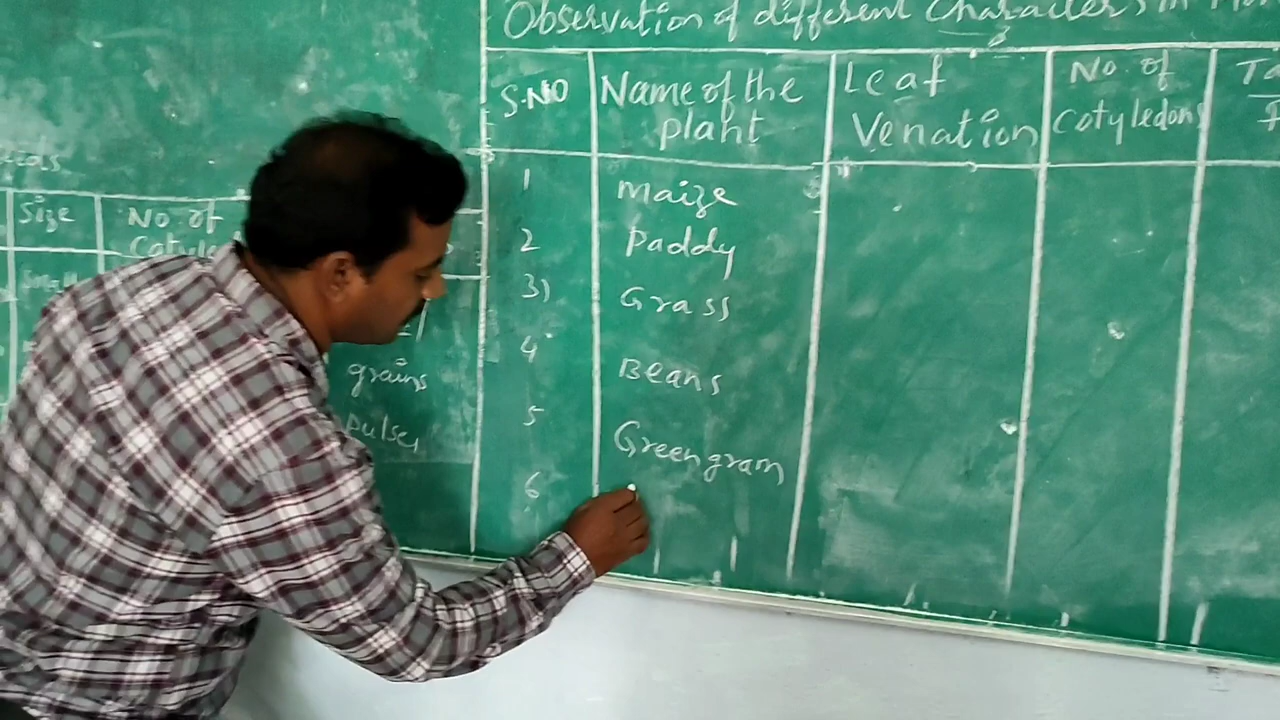 Observation of different Characters in
S.NO Name of the plant Leaf Venation No. of Cotyledons
1 Maize
2 Paddy
3) Grass
4 Beans
5 Greengram
6
Size No. of
grains
pulses